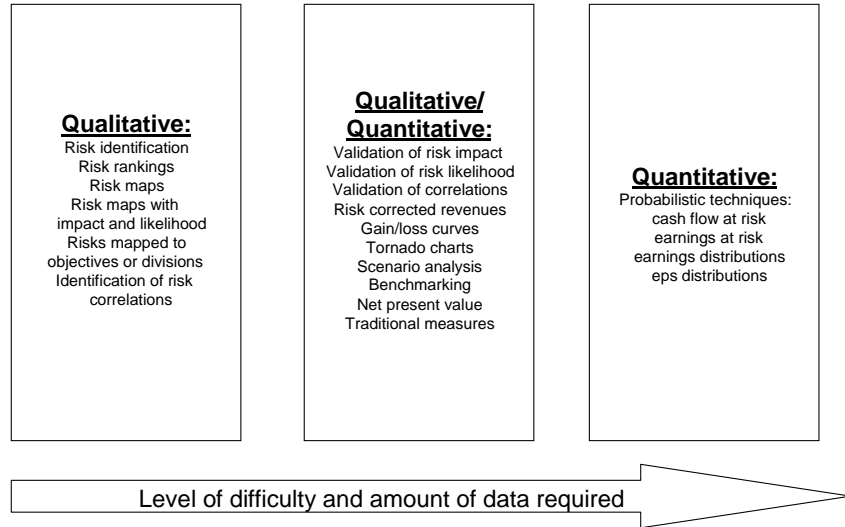 Qualitative:
Risk identification
Risk rankings
Risk maps
Risk maps with
impact and likelihood
Risks mapped to
objectives or divisions
Identification of risk
correlations
Qualitative/
Quantitative:
Validation of risk impact
Validation of risk likelihood
Validation of correlations
Risk corrected revenues
Gain/loss curves
Tornado charts
Scenario analysis
Benchmarking
Net present value
Traditional measures
Quantitative:
Probabilistic techniques:
cash flow at risk
earnings at risk
earnings distributions
eps distributions
Level of difficulty and amount of data required